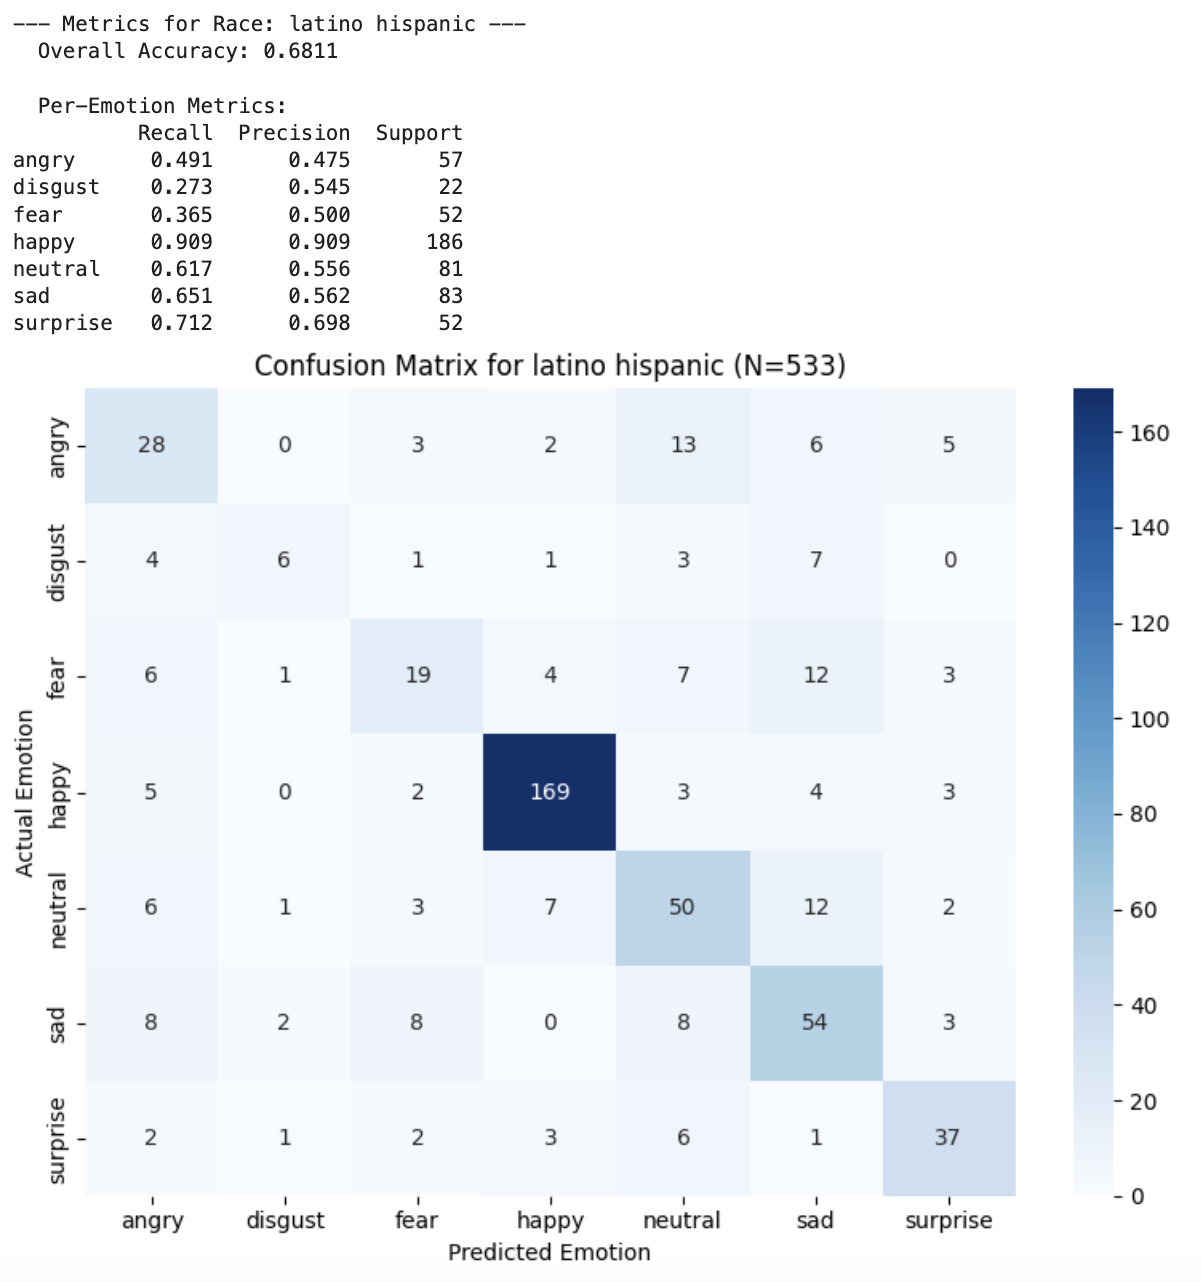 --- Metrics for Race: latino hispanic ---
Overall Accuracy: 0.6811
Per-Emotion Metrics:
Recall Precision Support
angry 0.491 0.475 57
disgust 0.273 0.545 22
fear 0.365 0.500 52
happy 0.909 0.909 186
neutral 0.617 0.556 81
sad 0.651 0.562 83
surprise 0.712 0.698 52
Confusion Matrix for latino hispanic (N=533)
angry 28 0 3 2 13 6 5
disgust 4 6 1 1 3 7 0
fear 6 1 19 4 7 12 3
happy 5 0 2 169 3 4 3
neutral 6 1 3 7 50 12 2
sad 8 2 8 0 8 54 3
surprise 2 1 2 3 6 1 37
angry disgust fear happy neutral sad surprise
Predicted Emotion
Actual Emotion
160
140
120
100
80
60
40
20
0